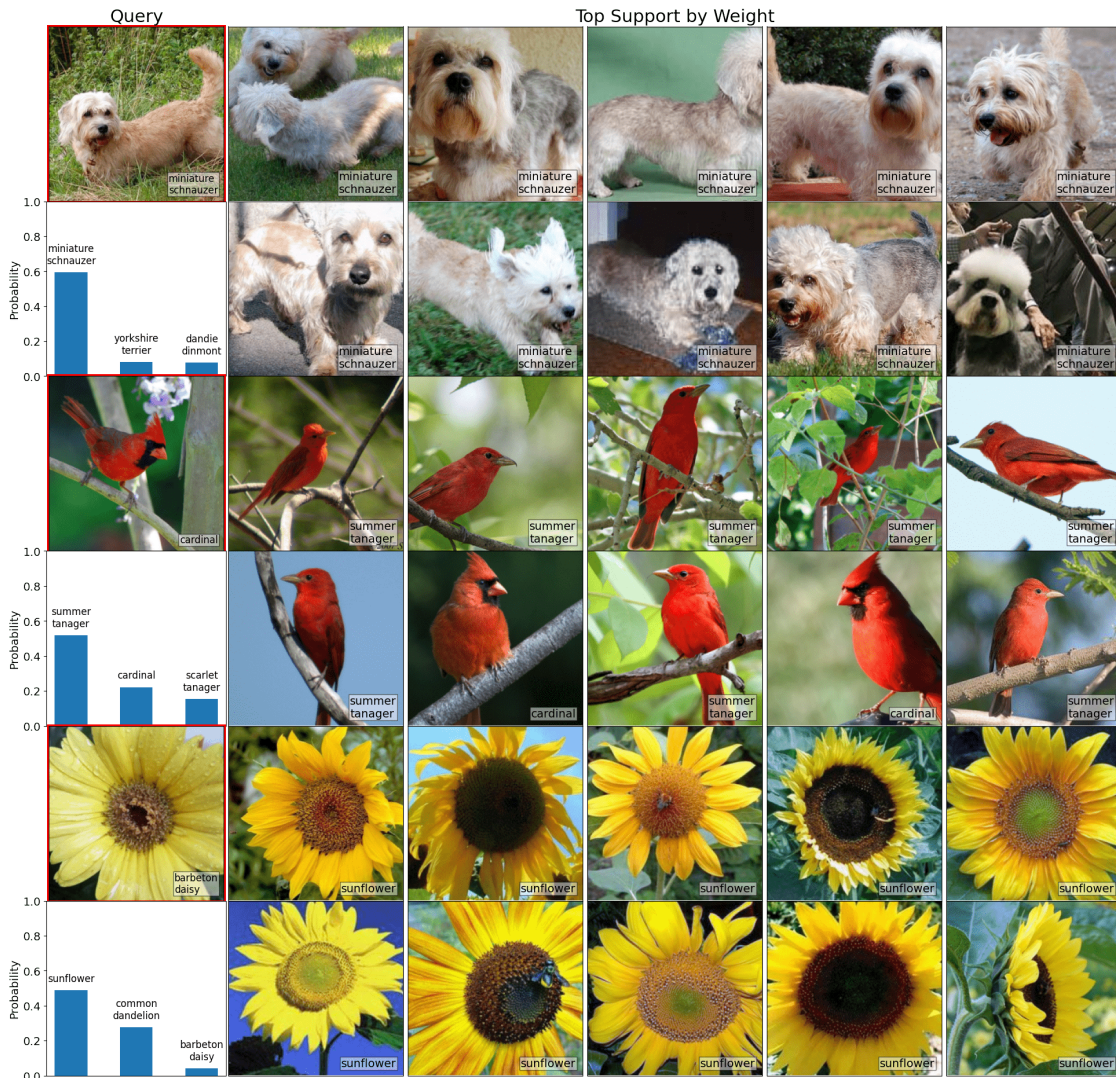 Query
Top Support by Weight
miniature
schnauzer
miniature
schnauzer
miniature
schnauzer
miniature
schnauzer
miniature
schnauzer
miniature
schnauzer
1.0
0.8
0.6
0.4
0.2
0.0
Probability
miniature
schnauzer
yorkshire
terrier
dandie
dinmont
miniature
schnauzer
miniature
schnauzer
miniature
schnauzer
miniature
schnauzer
miniature
schnauzer
cardinal
summer
tanager
summer
tanager
summer
tanager
summer
tanager
summer
tanager
1.0
0.8
0.6
0.4
0.2
0.0
Probability
summer
tanager
cardinal
scarlet
tanager
summer
tanager
cardinal
summer
tanager
cardinal
summer
tanager
barbeton
daisy
sunflower
sunflower
sunflower
sunflower
sunflower
1.0
0.8
0.6
0.4
0.2
0.0
Probability
sunflower
common
dandelion
barbeton
daisy
sunflower
sunflower
sunflower
sunflower
sunflower